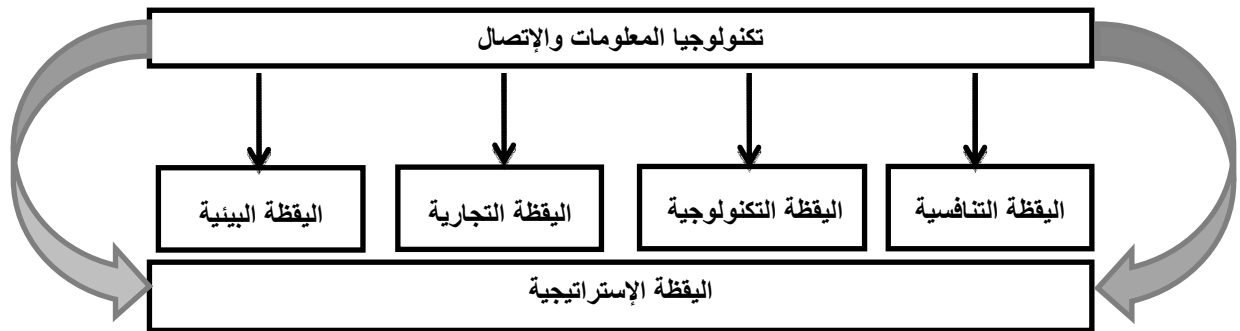 تكنولوجيا المعلومات والإتصال
اليقظة التنافسية
اليقظة التكنولوجية
اليقظة التجارية
اليقظة البيئية
اليقظة الإستراتيجية